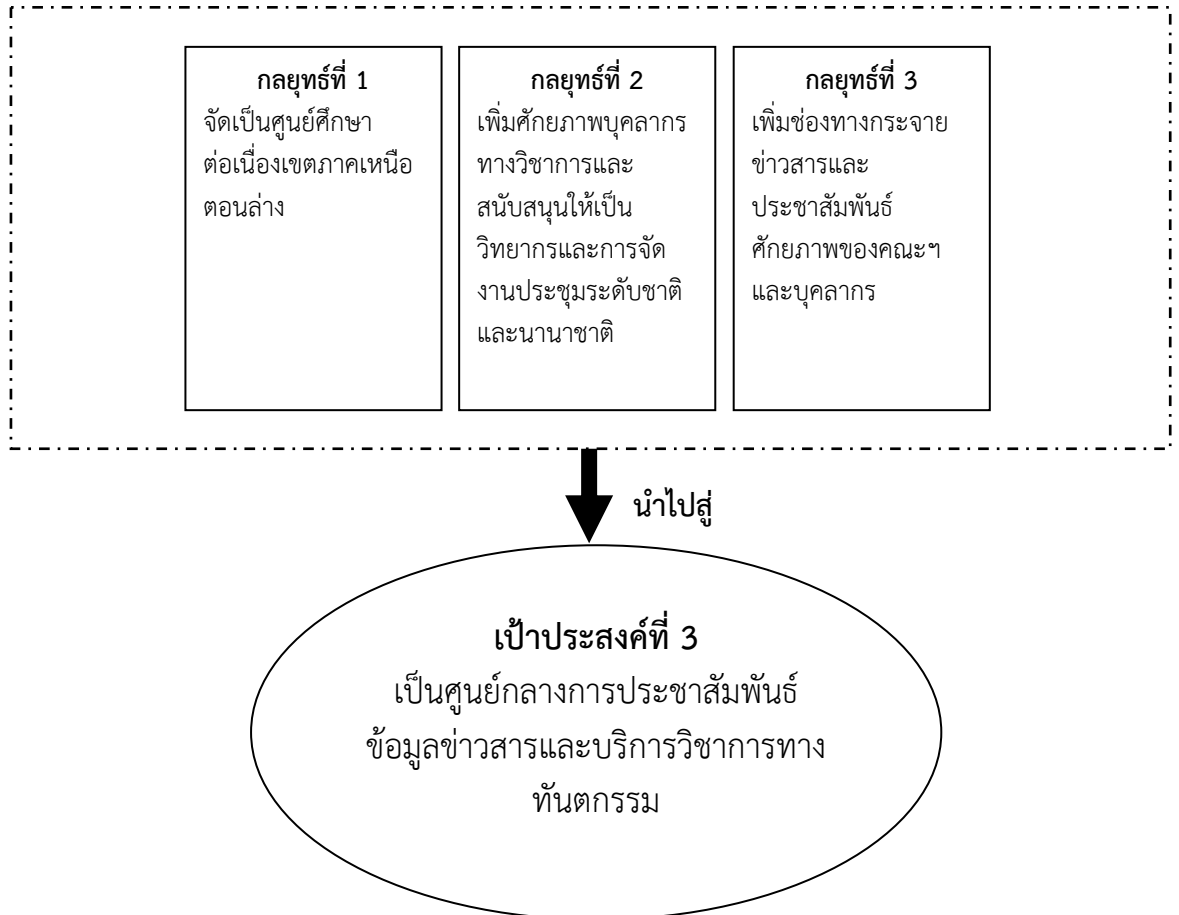 กลยุทธ์ที่ 1
จัดเป็นศูนย์ศึกษา
ต่อเนื่องเขตภาคเหนือ
ตอนล่าง
กลยุทธ์ที่ 2
เพิ่มศักยภาพบุคลากร
ทางวิชาการและ
สนับสนุนให้เป็น
วิทยากรและการจัด
งานประชุมระดับชาติ
และนานาชาติ
กลยุทธ์ที่ 3
เพิ่มช่องทางกระจาย
ข่าวสารและ
ประชาสัมพันธ์
ศักยภาพของคณะฯ
และบุคลากร
นำไปสู่
เป้าประสงค์ที่ 3
เป็นศูนย์กลางการประชาสัมพันธ์
ข้อมูลข่าวสารและบริการวิชาการทาง
ทันตกรรม